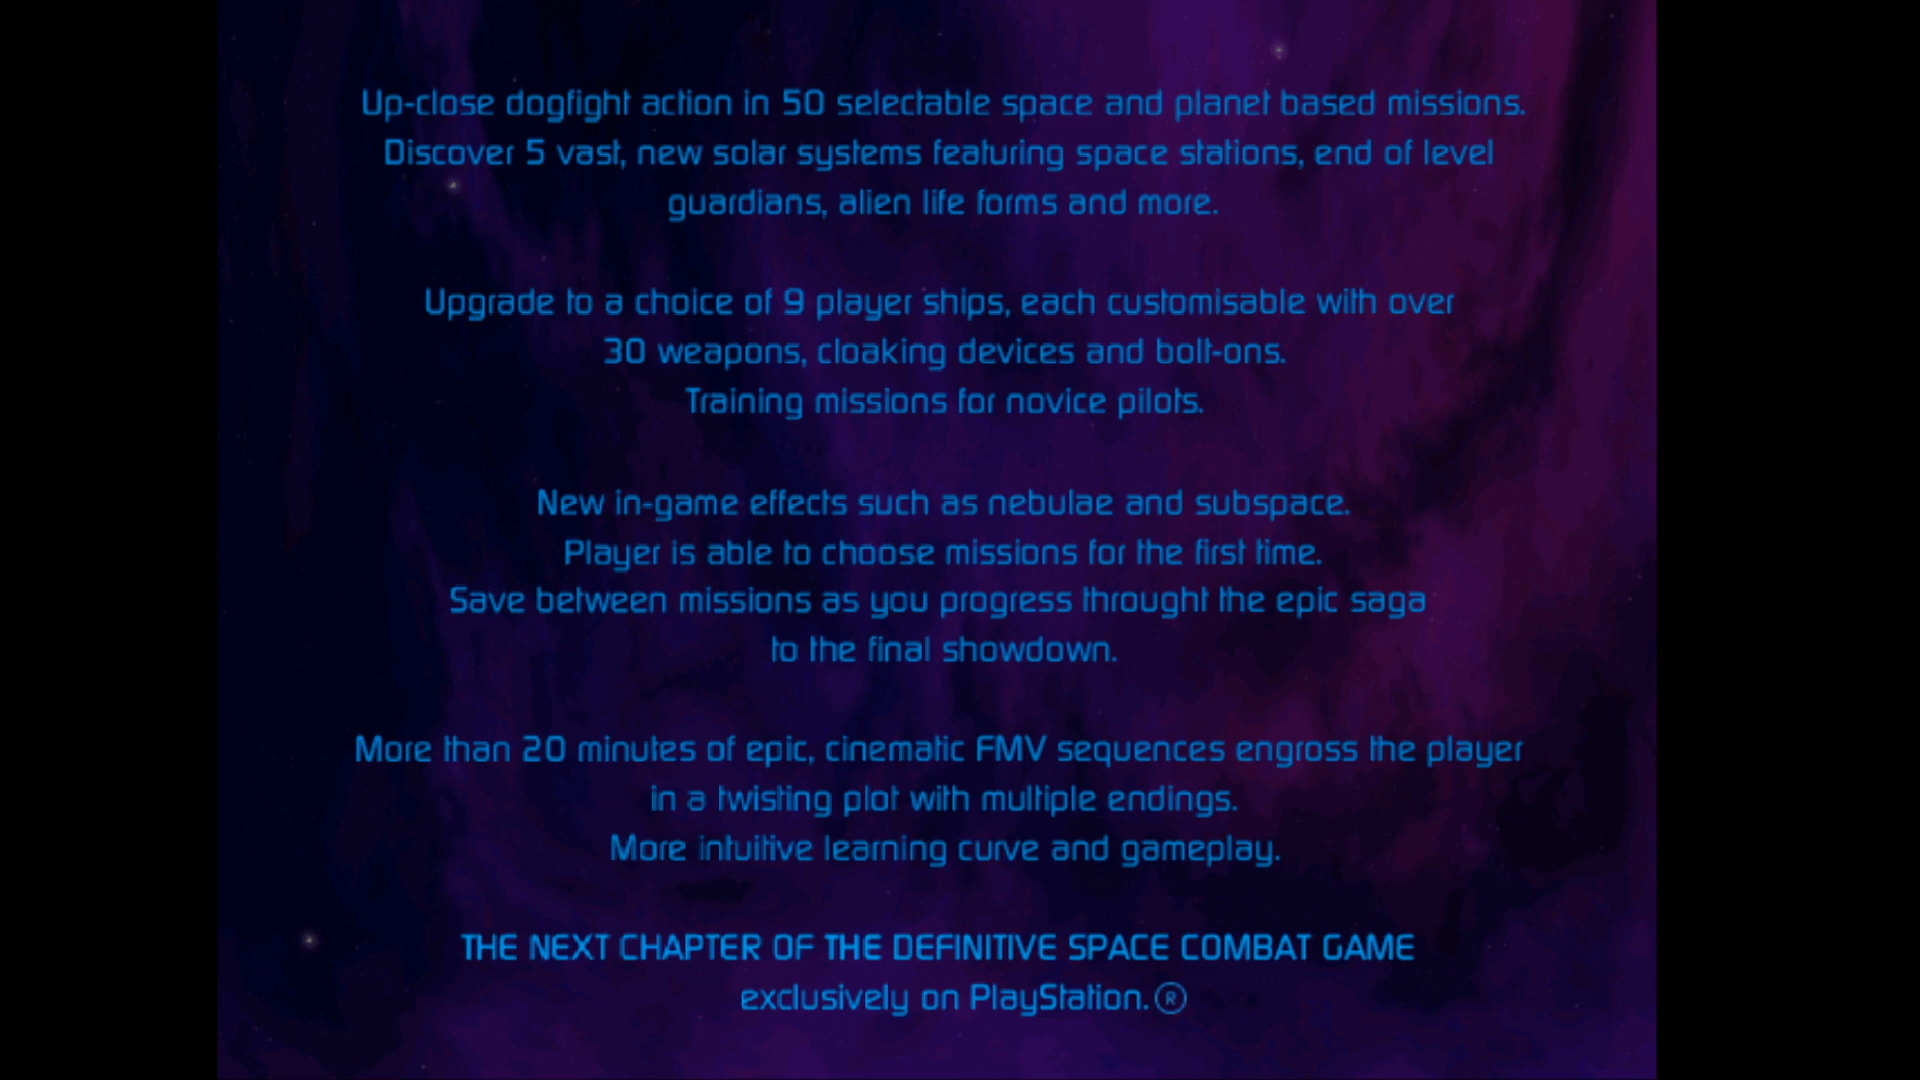 Up-close dogfight action in 50 selectable space and planet based missions.
Discover 5 vast, new solar systems featuring space stations, end of level
guardians, alien life forms and more.
Upgrade to a choice of 9 player ships, each customisable with over
30 weapons, cloaking devices and bolt-ons.
Training missions for novice pilots.
New in-game effects such as nebulae and subspace.
Player is able to choose missions for the first time.
Save between missions as you progress throught the epic saga
to the final showdown.
More than 20 minutes of epic, cinematic FMV sequences engross the player
in a twisting plot with multiple endings.
More intuitive learning curve and gameplay.
THE NEXT CHAPTER OF THE DEFINITIVE SPACE COMBAT GAME
exclusively on PlayStation.®